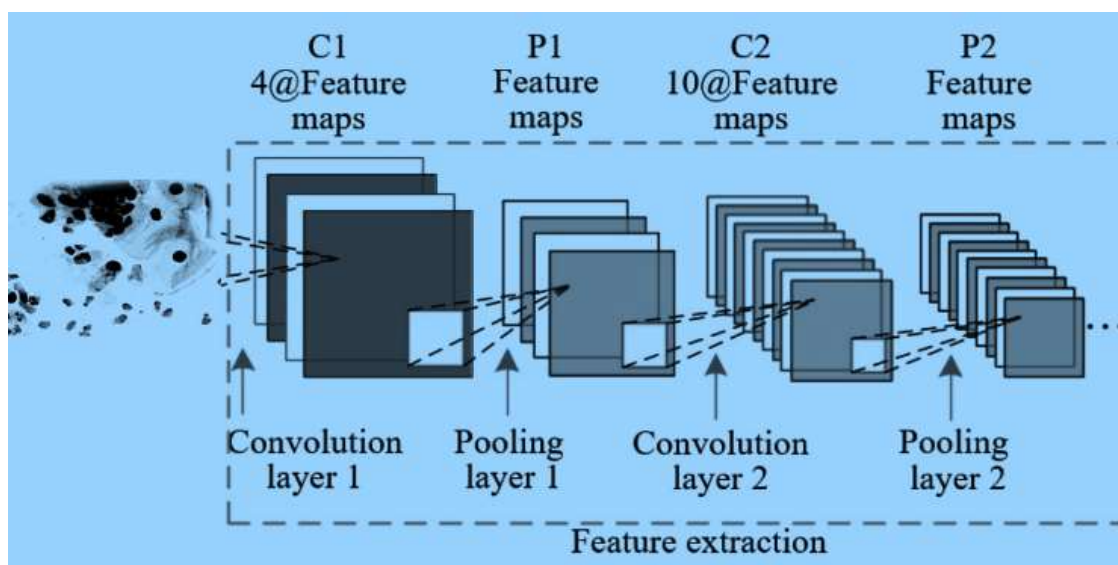 C1
4@Feature
maps
P1
Feature
maps
C2
10@Feature
maps
P2
Feature
maps
Convolution
layer 1
Pooling
layer 1
Convolution
layer 2
Pooling
layer 2
Feature extraction